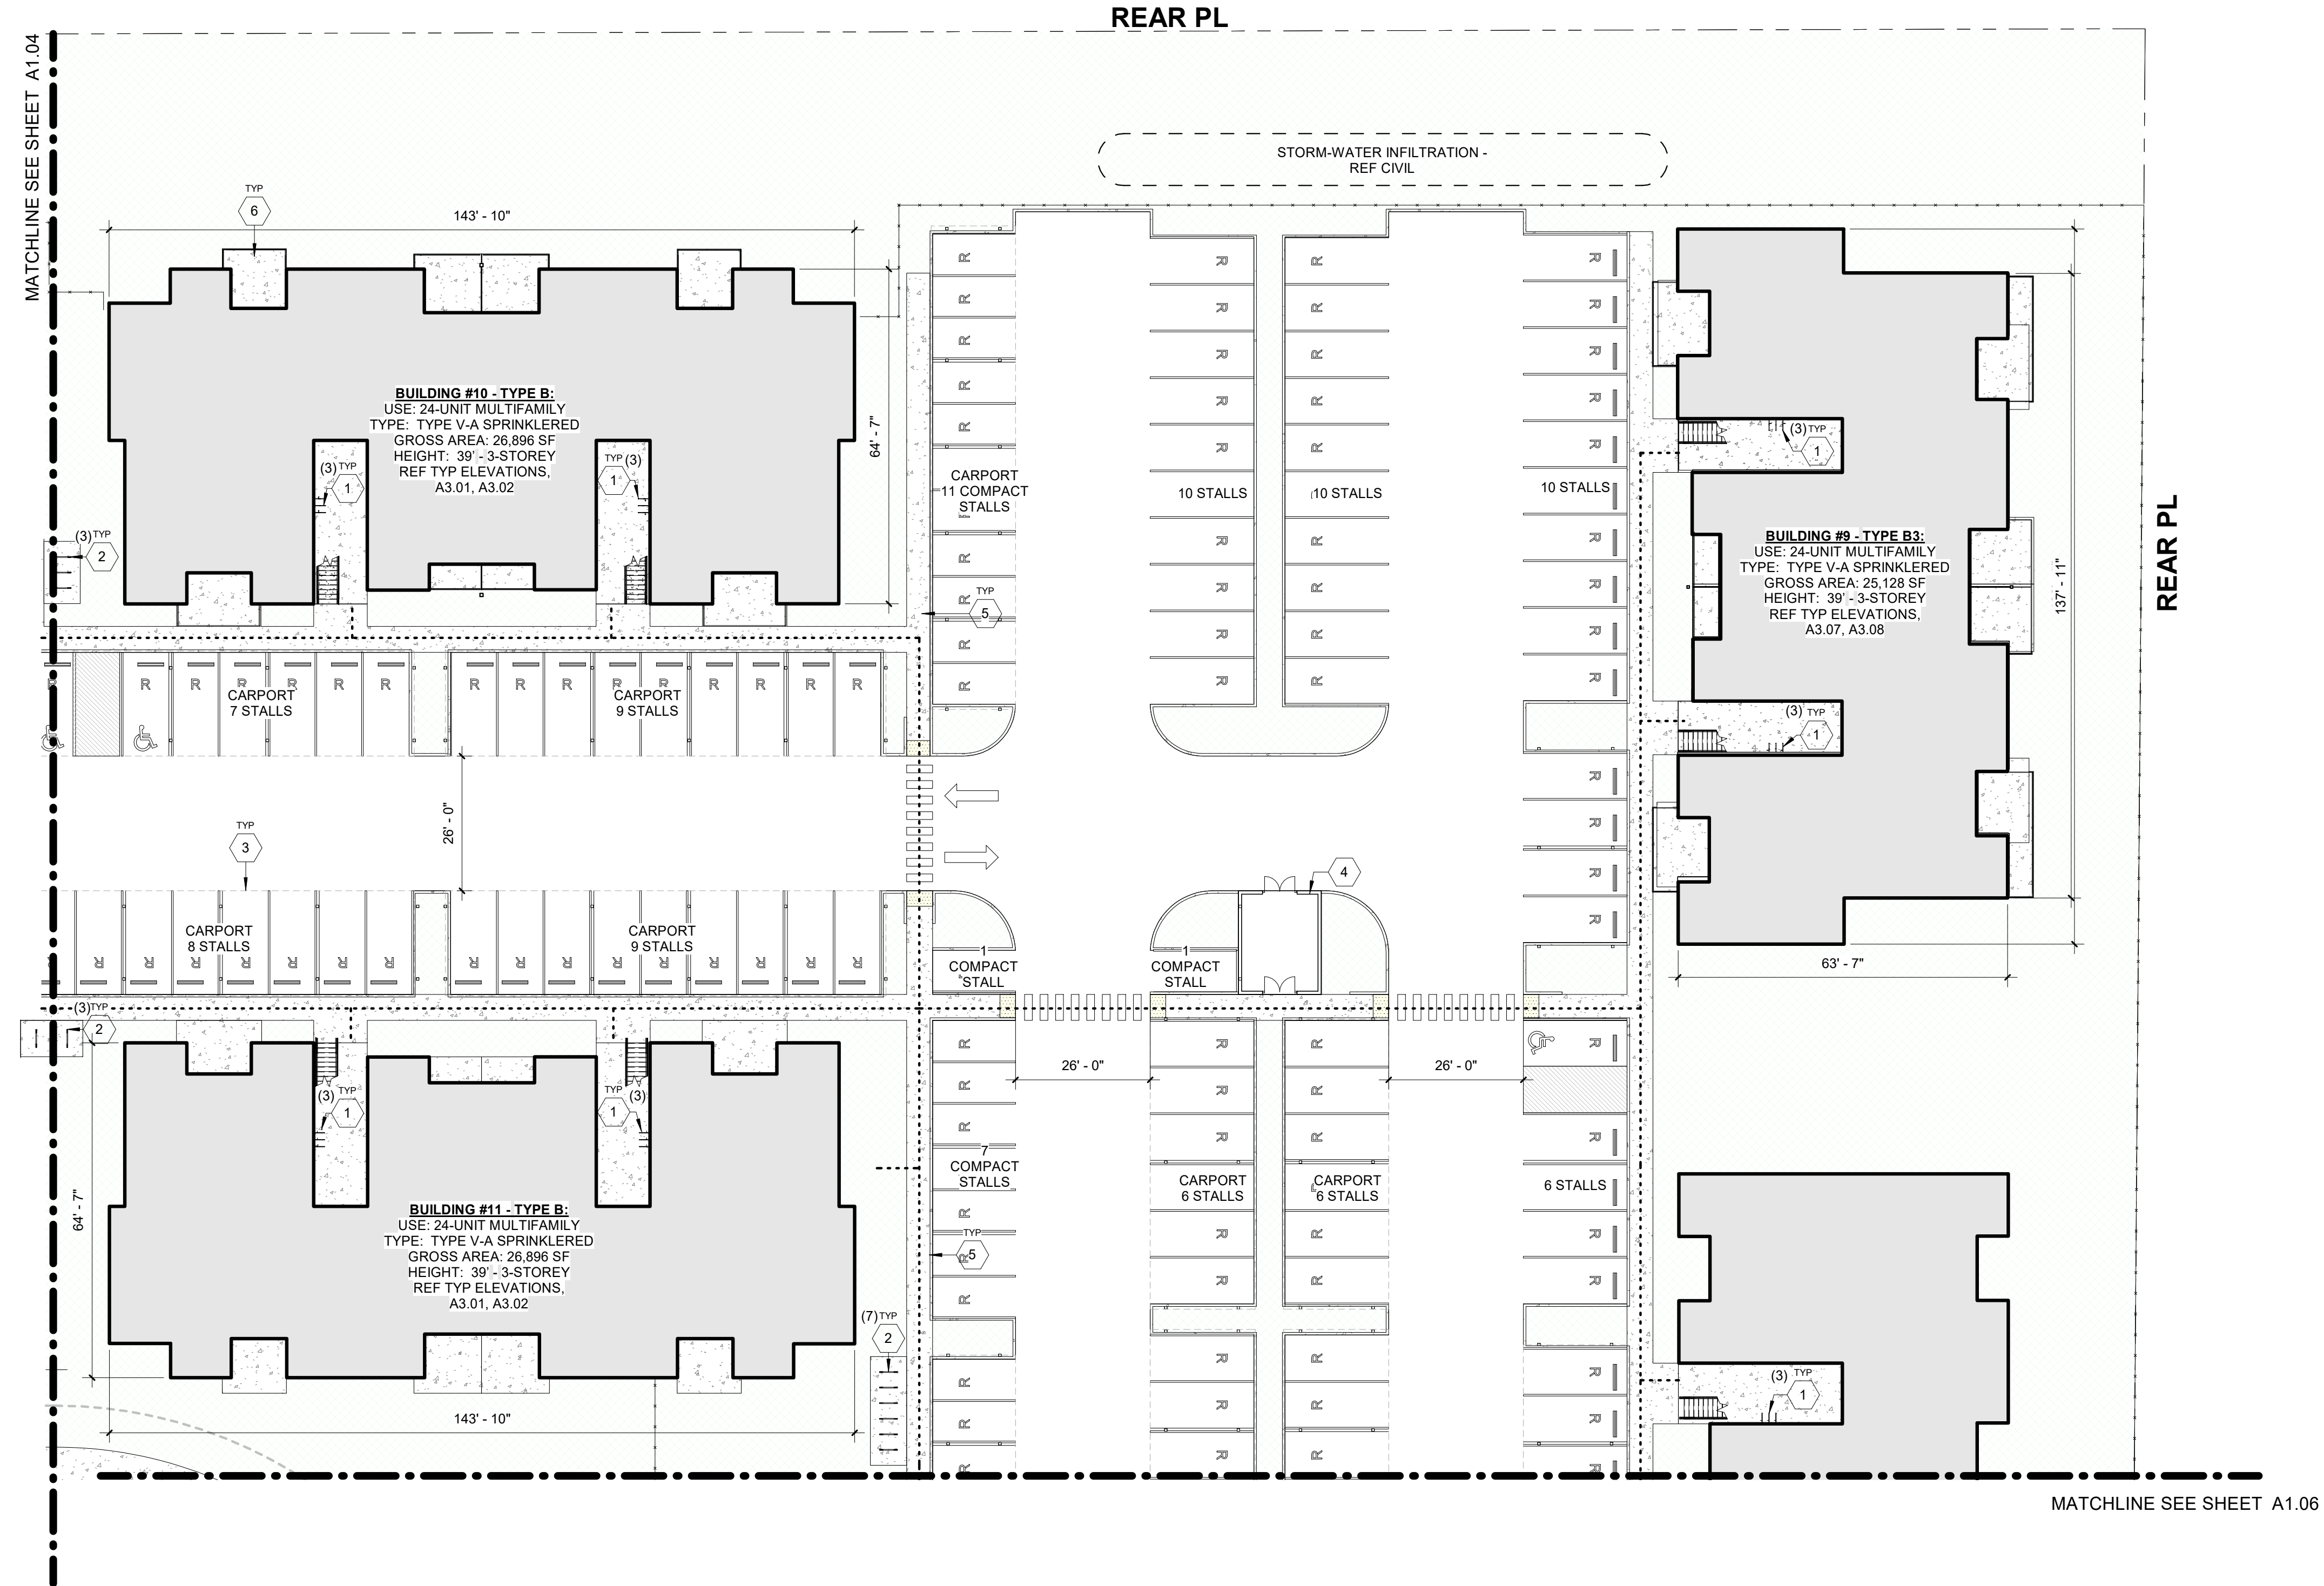 REAR PL
MATCHLINE SEE SHEET A1.04
STORM-WATER INFILTRATION -
REF CIVIL
TYP
6
143' - 10"
BUILDING #10 - TYPE B:
USE: 24-UNIT MULTIFAMILY
TYPE: TYPE V-A SPRINKLERED
GROSS AREA: 26,896 SF
HEIGHT: 39' - 3-STOREY
REF TYP ELEVATIONS,
A3.01, A3.02
64' - 7"
(3) TYP
1
TYP (3)
1
(3) TYP
2
CARPORT
11 COMPACT
STALLS
10 STALLS
10 STALLS
10 STALLS
TYP
5
(3) TYP
1
BUILDING #9 - TYPE B3:
USE: 24-UNIT MULTIFAMILY
TYPE: TYPE V-A SPRINKLERED
GROSS AREA: 25,128 SF
HEIGHT: 39' - 3-STOREY
REF TYP ELEVATIONS,
A3.07, A3.08
137' - 11"
REAR PL
(3) TYP
1
63' - 7"
R R R R R R
CARPORT
7 STALLS
R R R R R R R R R
CARPORT
9 STALLS
26' - 0"
TYP
3
4
CARPORT
8 STALLS
R R R R R R R R
CARPORT
9 STALLS
R R R R R R R R R
1
COMPACT
STALL
1
COMPACT
STALL
(3) TYP
2
26' - 0"
26' - 0"
TYP
(3)
1
TYP
1
(3)
64' - 7"
BUILDING #11 - TYPE B:
USE: 24-UNIT MULTIFAMILY
TYPE: TYPE V-A SPRINKLERED
GROSS AREA: 26,896 SF
HEIGHT: 39' - 3-STOREY
REF TYP ELEVATIONS,
A3.01, A3.02
7
COMPACT
STALLS
CARPORT
6 STALLS
CARPORT
6 STALLS
6 STALLS
TYP
5
(7) TYP
2
(3) TYP
1
143' - 10"
MATCHLINE SEE SHEET A1.06